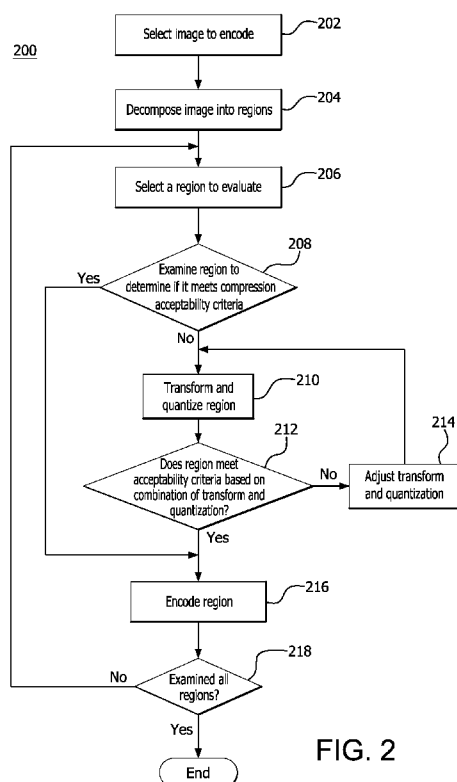 200
Select image to encode
202
Decompose image into regions
204
Select a region to evaluate
206
Examine region to
determine if it meets compression
acceptability criteria
208
Yes
No
Transform and
quantize region
210
Does region meet
acceptability criteria based on
combination of transform and
quantization?
212
No
Adjust transform
and quantization
214
Yes
Encode region
216
Examined all
regions?
218
No
Yes
End
FIG. 2